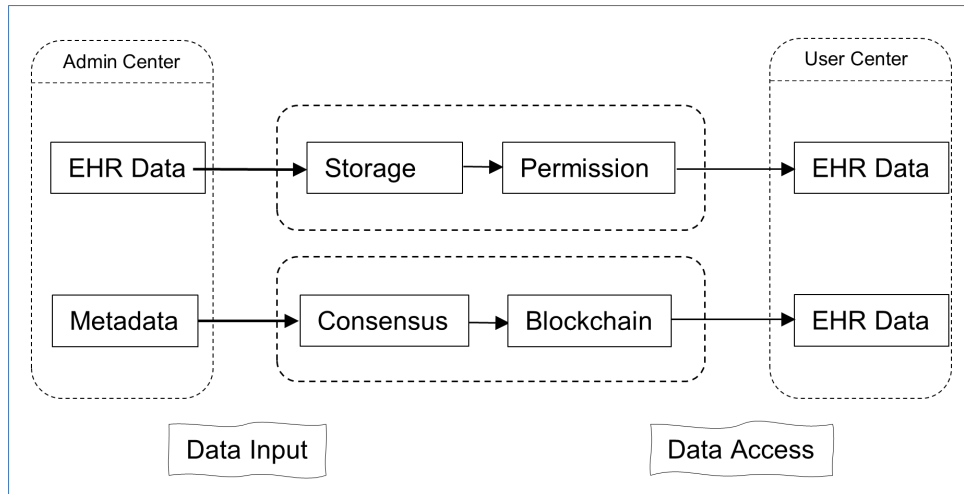 Admin Center
User Center
EHR Data
Storage
Permission
EHR Data
Metadata
Consensus
Blockchain
EHR Data
Data Input
Data Access